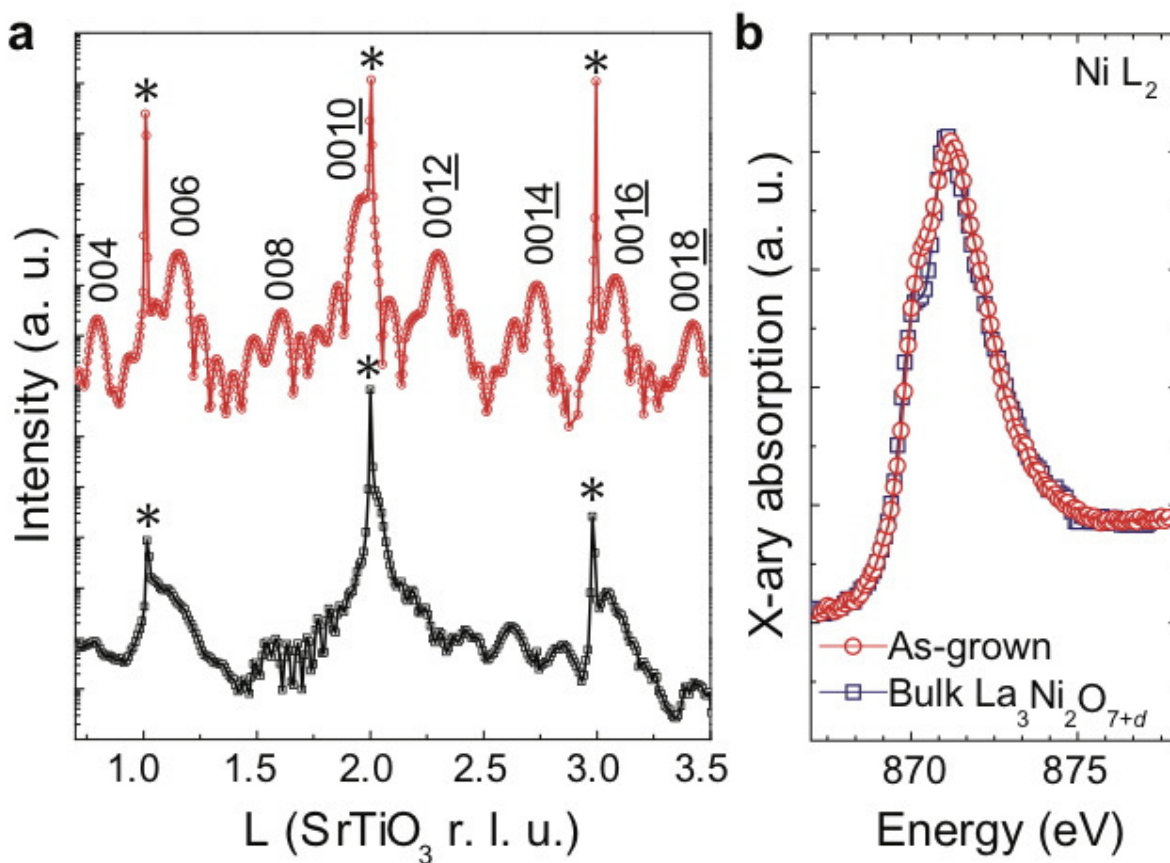 a
Intensity (a. u.)
*
*
*
004
006
008
0010
0012
0014
0016
0018
*
*
*
1.0 1.5 2.0 2.5 3.0 3.5
L (SrTiO3 r. l. u.)
b
Ni L2
X-ary absorption (a. u.)
As-grown
Bulk La3Ni2O7+d
870 875
Energy (eV)